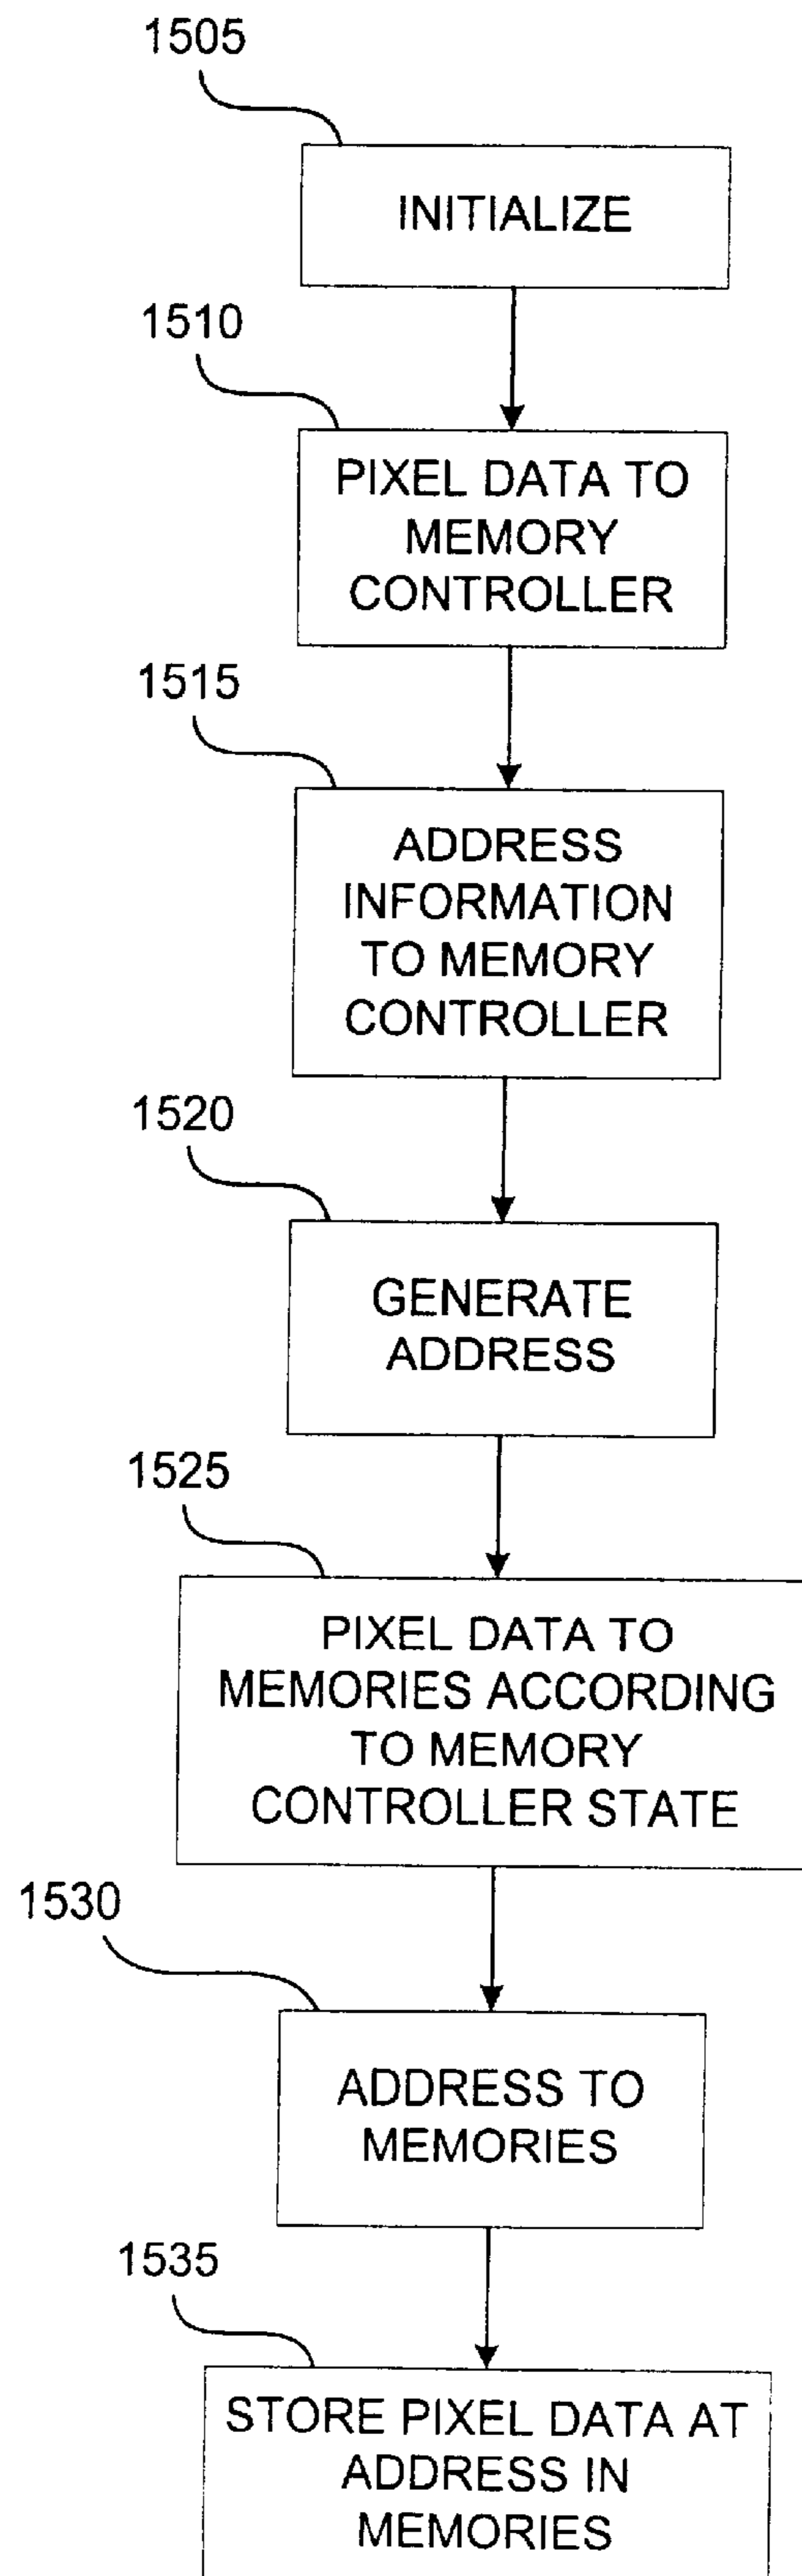 1505
INITIALIZE
1510
PIXEL DATA TO
MEMORY
CONTROLLER
1515
ADDRESS
INFORMATION
TO MEMORY
CONTROLLER
1520
GENERATE
ADDRESS
1525
PIXEL DATA TO
MEMORIES ACCORDING
TO MEMORY
CONTROLLER STATE
1530
ADDRESS TO
MEMORIES
1535
STORE PIXEL DATA AT
ADDRESS IN
MEMORIES